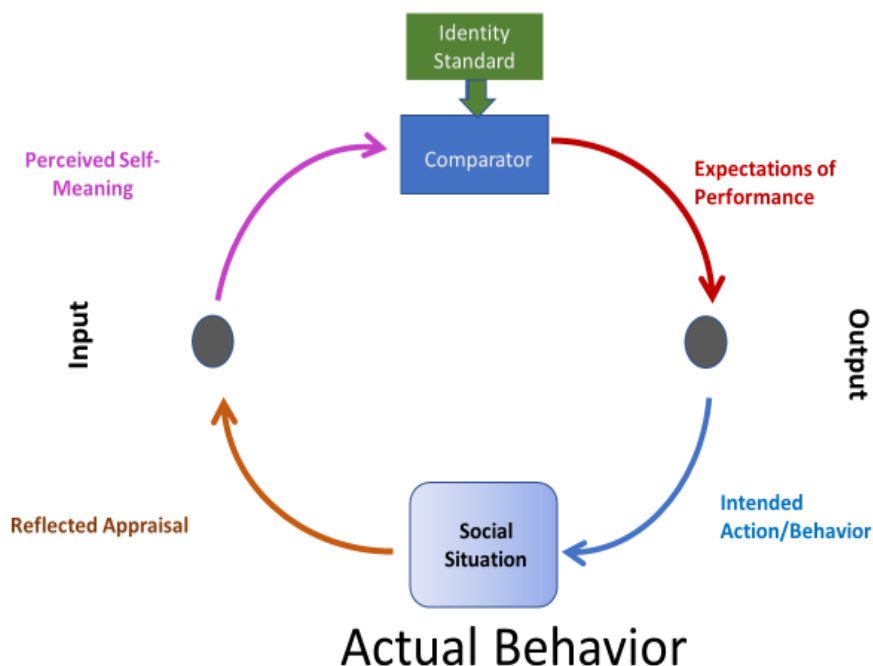 Identity
Standard
Comparator
Perceived Self-
Meaning
Expectations of
Performance
Input
Output
Reflected Appraisal
Social
Situation
Intended
Action/Behavior
Actual Behavior